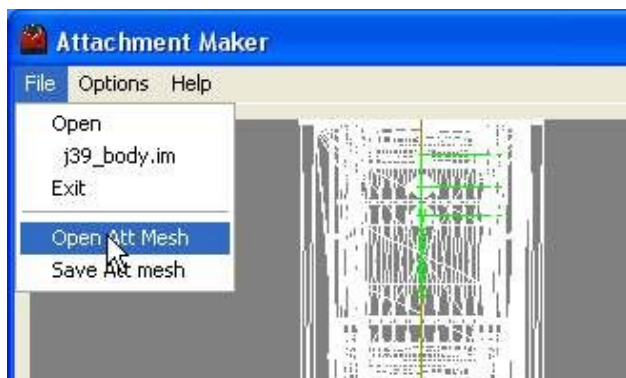 Attachment Maker
File Options Help
Open
j39_body.im
Exit
Open Att Mesh
Save Att mesh